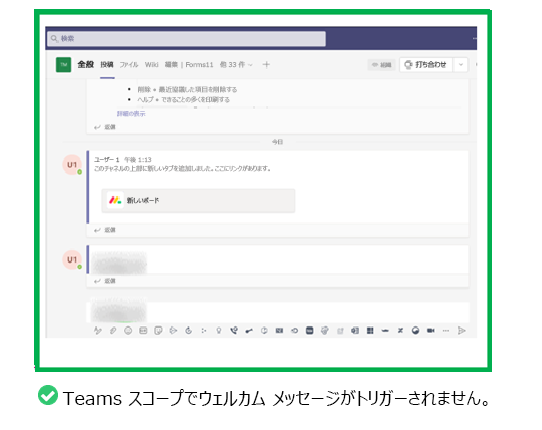 検索
TM 全般 投稿 ファイル Wiki 編集 | Forms11 他 33 件 + 組織 打ち合わせ
• 削除 + 最近協議した項目を削除する
• ヘルプ + できることの多くを印刷する
詳細の表示
返信
今日
U1 ユーザー 1 午後 1:13
このチャネルの上部に新しいタブを追加しました。ここにリンクがあります。
新しいボード
返信
U1
返信
Teams スコープでウェルカム メッセージがトリガーされません。